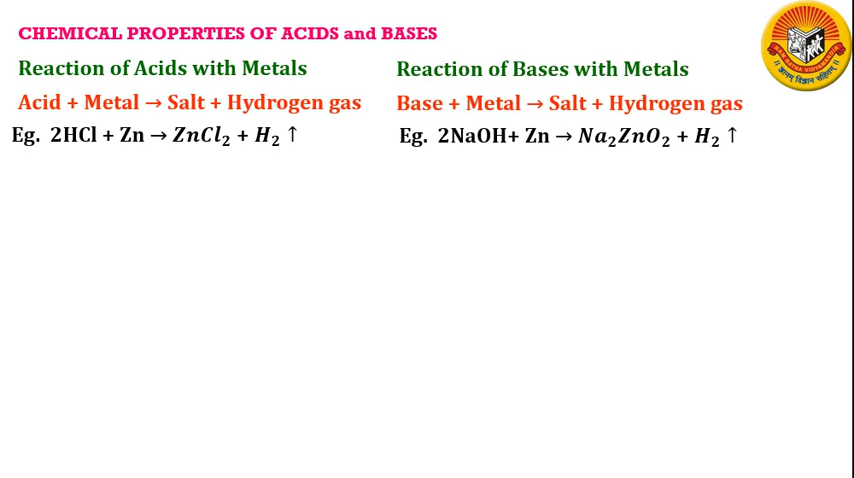 CHEMICAL PROPERTIES OF ACIDS and BASES
Reaction of Acids with Metals
Acid + Metal → Salt + Hydrogen gas
Eg. 2HCl + Zn → ZnCl₂ + H₂ ↑
Reaction of Bases with Metals
Base + Metal → Salt + Hydrogen gas
Eg. 2NaOH+ Zn → Na₂ZnO₂ + H₂ ↑